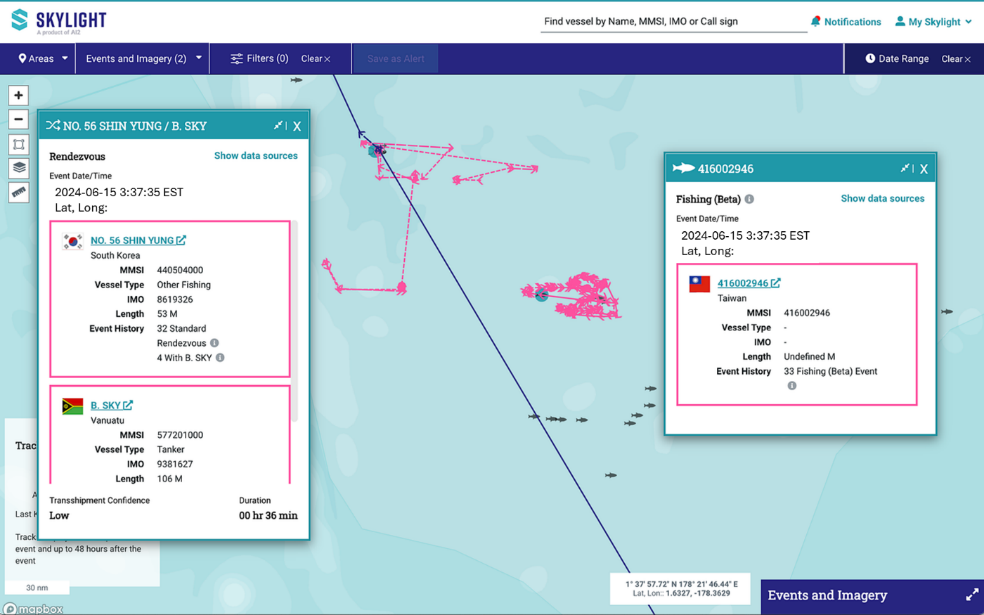 SKYLIGHT
A product of AI2
Find vessel by Name, MMSI, IMO or Call sign
Notifications
My Skylight
Areas
Events and Imagery (2)
Filters (0)
Clear ×
Save as Alert
Date Range
Clear ×
+
−
NO. 56 SHIN YUNG / B. SKY
X
Rendezvous
Show data sources
Event Date/Time
2024-06-15 3:37:35 EST
Lat, Long:
NO. 56 SHIN YUNG
South Korea
MMSI 440504000
Vessel Type Other Fishing
IMO 8619326
Length 53 M
Event History 32 Standard
Rendezvous
4 With B. SKY
B. SKY
Vanuatu
MMSI 577201000
Vessel Type Tanker
IMO 9381627
Length 106 M
Transshipment Confidence
Low
Duration
00 hr 36 min
416002946
X
Fishing (Beta)
Show data sources
Event Date/Time
2024-06-15 3:37:35 EST
Lat, Long:
416002946
Taiwan
MMSI 416002946
Vessel Type -
IMO -
Length Undefined M
Event History 33 Fishing (Beta) Event
Trac
A
Last K
Track
event and up to 48 hours after the
event
30 nm
mapbox
1° 37' 57.72" N 178° 21' 46.44" E
Lat, Lon: 1.6327, -178.3629
Events and Imagery